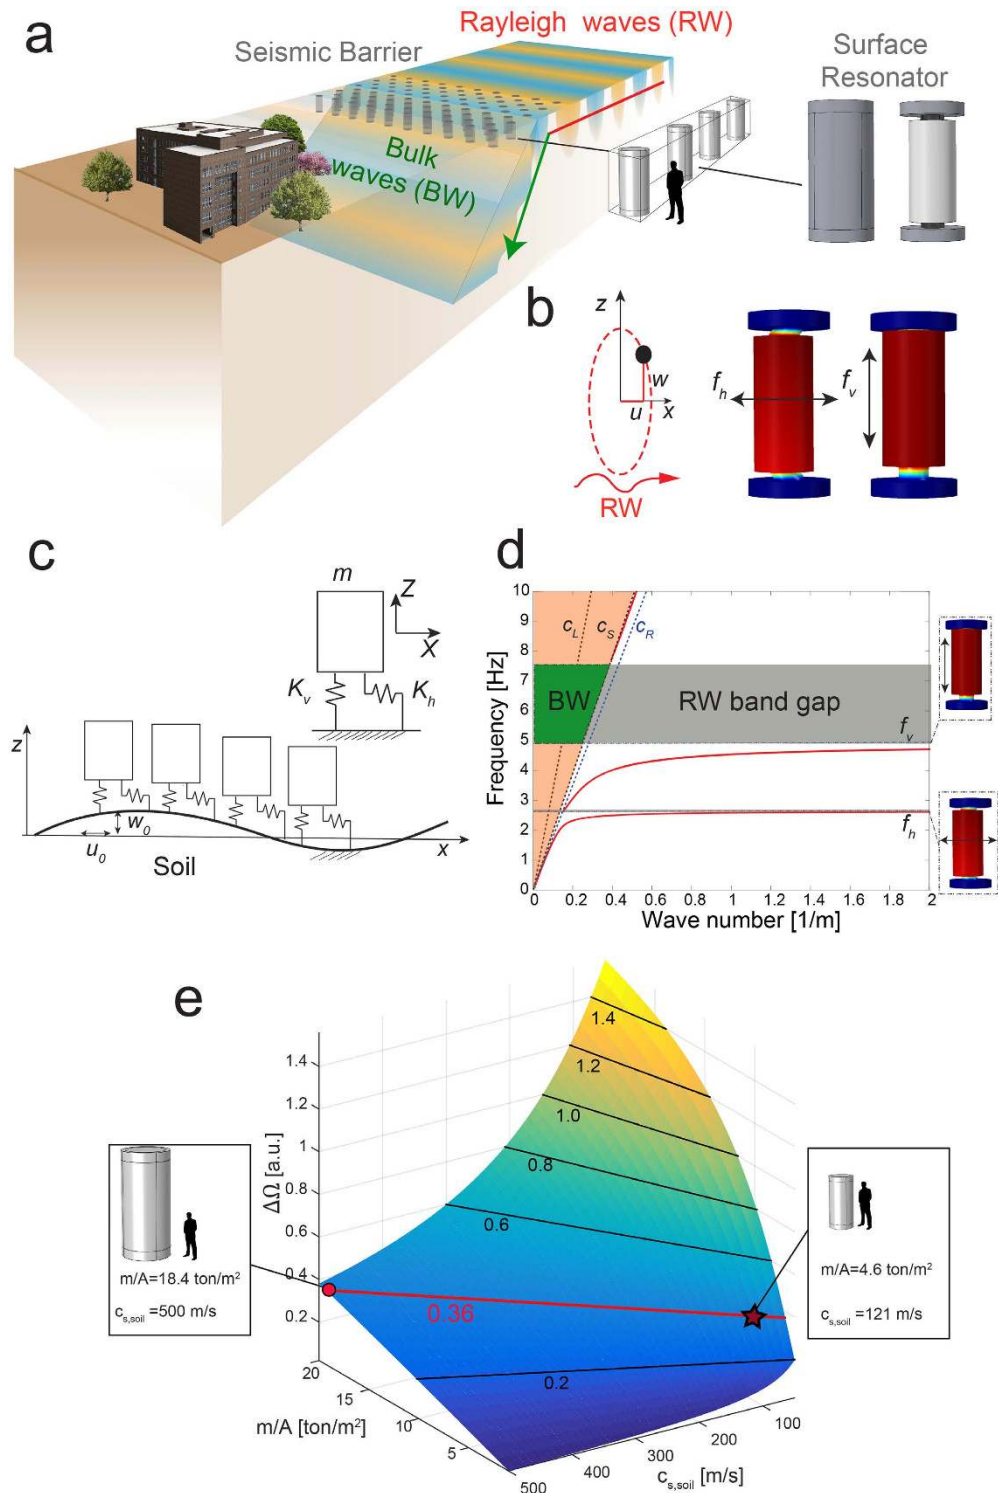 a
Rayleigh waves (RW)
Seismic Barrier
Surface
Resonator
Bulk
waves (BW)
b
z
w
u
x
RW
f_h
f_v
c
m
Z
X
K_v
K_h
z
w_0
u_0
x
Soil
d
10
9
8
7
6
5
4
3
2
1
0
Frequency [Hz]
c_L
c_S
c_R
BW
RW band gap
f_v
f_h
0 0.2 0.4 0.6 0.8 1 1.2 1.4 1.6 1.8 2
Wave number [1/m]
e
1.4
1.2
1
0.8
0.6
0.4
0.2
ΔΩ [a.u.]
1.4
1.2
1.0
0.8
0.6
0.36
0.2
m/A=18.4 ton/m²
c_s,soil =500 m/s
m/A=4.6 ton/m²
c_s,soil =121 m/s
20
15
10
5
m/A [ton/m²]
500
400
300
200
100
c_s,soil [m/s]